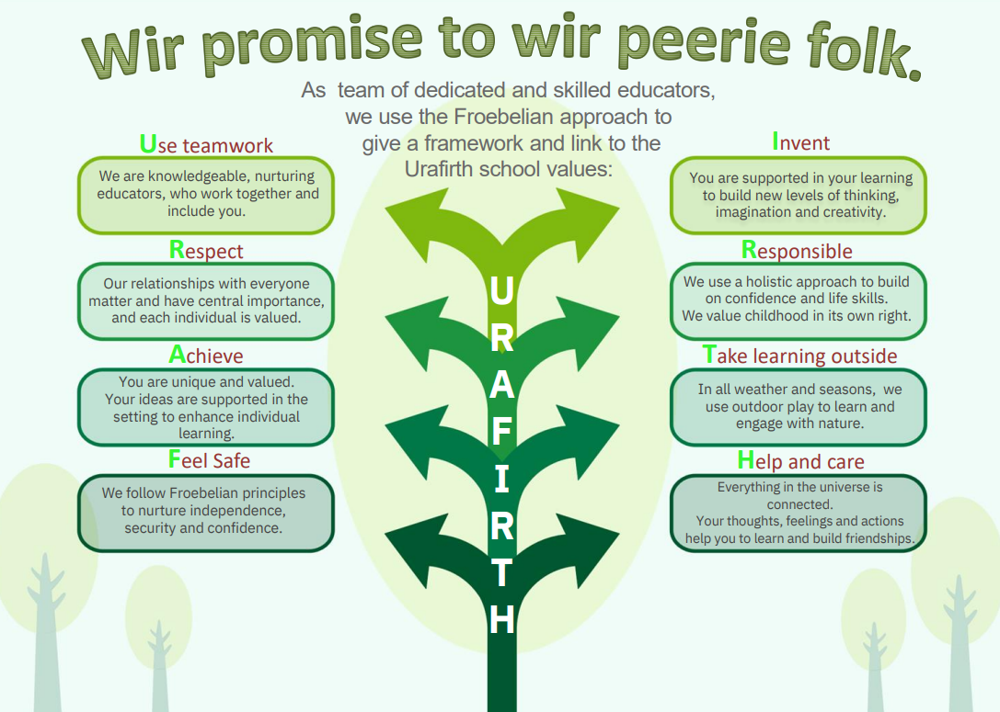 Wir promise to wir peerie folk.
As  team of dedicated and skilled educators,
we use the Froebelian approach to
give a framework and link to the
Urafirth school values:
Use teamwork
We are knowledgeable, nurturing
educators, who work together and
include you.
Respect
Our relationships with everyone
matter and have central importance,
and each individual is valued.
Achieve
You are unique and valued.
Your ideas are supported in the
setting to enhance individual
learning.
Feel Safe
We follow Froebelian principles
to nurture independence,
security and confidence.
U
R
A
F
I
R
T
H
Invent
You are supported in your learning
to build new levels of thinking,
imagination and creativity.
Responsible
We use a holistic approach to build
on confidence and life skills.
We value childhood in its own right.
Take learning outside
In all weather and seasons,  we
use outdoor play to learn and
engage with nature.
Help and care
Everything in the universe is
connected.
Your thoughts, feelings and actions
help you to learn and build friendships.